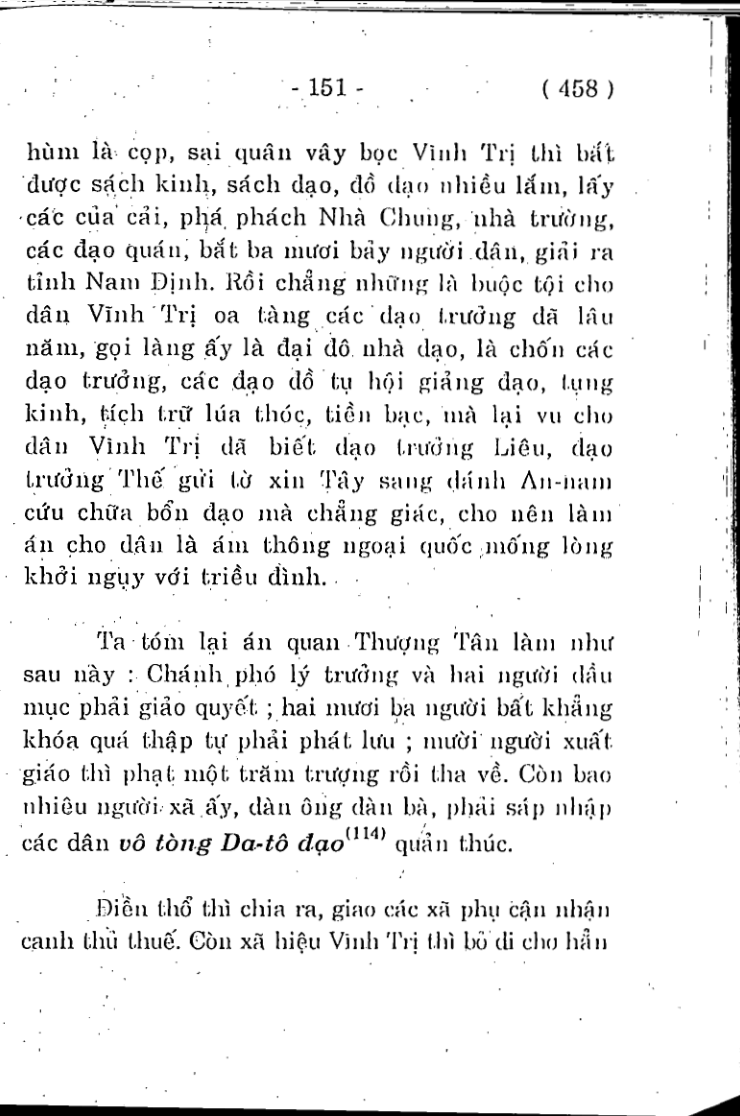 - 151 - ( 458 )
hùm là cọp, sai quân vây bọc Vĩnh Trị thì bắt
được sách kinh, sách đạo, đồ đạo nhiều lắm, lấy
các của cải, phá phách Nhà Chung, nhà trường,
các đạo quán, bắt ba mươi bảy người dân, giải ra
tỉnh Nam Định. Rồi chẳng những là buộc tội cho
dân Vĩnh Trị oa tàng các đạo trưởng đã lâu
năm, gọi làng ấy là đại đô nhà đạo, là chốn các
đạo trưởng, các đạo đồ tụ hội giảng đạo, tụng
kinh, tích trữ lúa thóc, tiền bạc, mà lại vu cho
dân Vĩnh Trị đã biết đạo trưởng Liêu, đạo
trưởng Thế gửi tờ xin Tây sang đánh An-nam
cứu chữa bổn đạo mà chẳng giác, cho nên làm
án cho dân là ám thông ngoại quốc mống lòng
khởi ngụy với triều đình.
Ta tóm lại án quan Thượng Tân làm như
sau này : Chánh phó lý trưởng và hai người đầu
mục phải giảo quyết ; hai mươi ba người bất khẳng
khóa quá thập tự phải phát lưu ; mười người xuất
giáo thì phạt một trăm trượng rồi tha về. Còn bao
nhiêu người xã ấy, đàn ông đàn bà, phải sáp nhập
các dân vô tòng Da-tô đạo(114) quản thúc.
Điền thổ thì chia ra, giao các xã phụ cận nhận
canh thủ thuế. Còn xã hiệu Vĩnh Trị thì bỏ đi cho hẳn